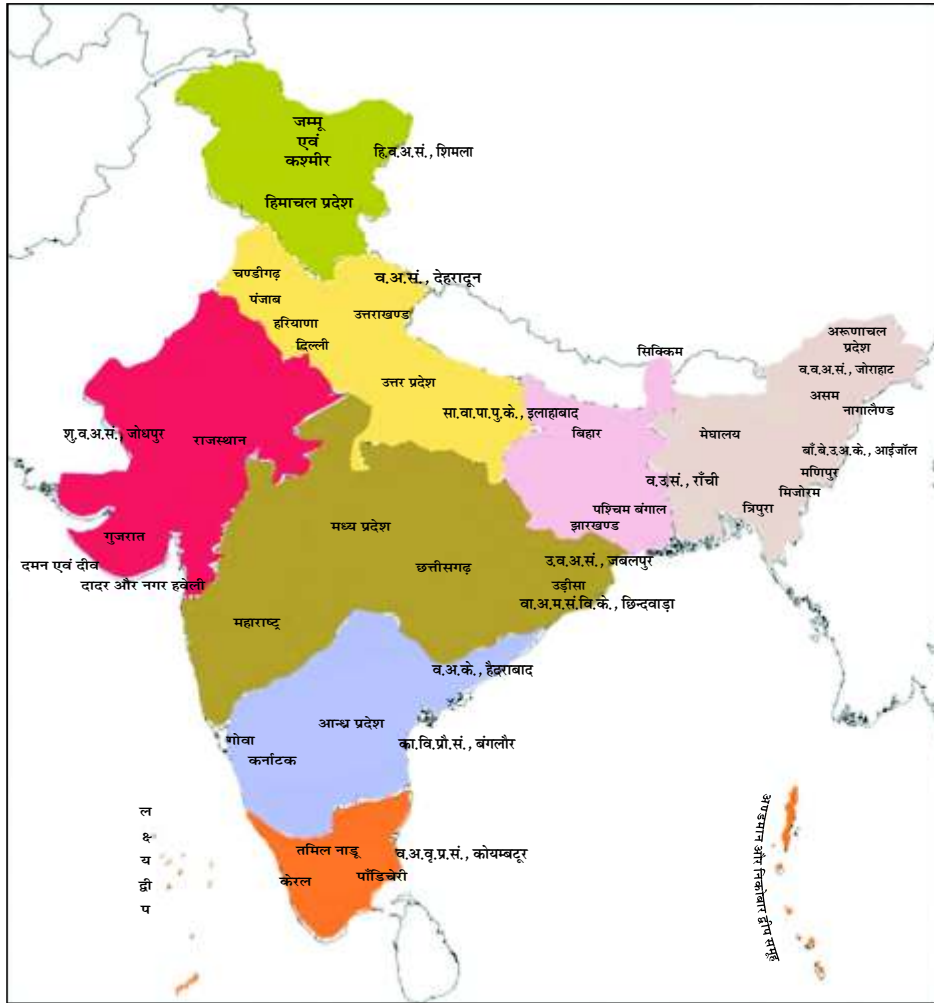 जम्मू
एवं
कश्मीर
हि.व.अ.सं., शिमला
हिमाचल प्रदेश
चण्डीगढ़
व.अ.सं., देहरादून
पंजाब
उत्तराखण्ड
हरियाणा
दिल्ली
अरूणाचल
प्रदेश
सिक्किम
व.व.अ.सं., जोराहाट
उत्तर प्रदेश
असम
सा.वा.पा.पु.के., इलाहाबाद
नागालैण्ड
शु.व.अ.सं., जोधपुर
राजस्थान
बिहार
मेघालय
बाँ.बे.उ.अ.के., आईजॉल
मणिपुर
व.उ.सं., राँची
मिजोरम
पश्चिम बंगाल
त्रिपुरा
झारखण्ड
मध्य प्रदेश
गुजरात
छत्तीसगढ़
उ.व.अ.सं., जबलपुर
दमन एवं दीव
दादर और नगर हवेली
उड़ीसा
वा.अ.म.सं.वि.के., छिन्दवाड़ा
महाराष्ट्र
व.अ.के., हैदराबाद
आन्ध्र प्रदेश
गोवा
का.वि.प्रौ.सं., बंगलौर
कर्नाटक
ल
क्ष
य
द्वी
प
अण्डमान और निकोबार द्वीप समूह
तमिल नाडू
व.अ.वृ.प्र.सं., कोयम्बटूर
केरल
पाँडिचेरी